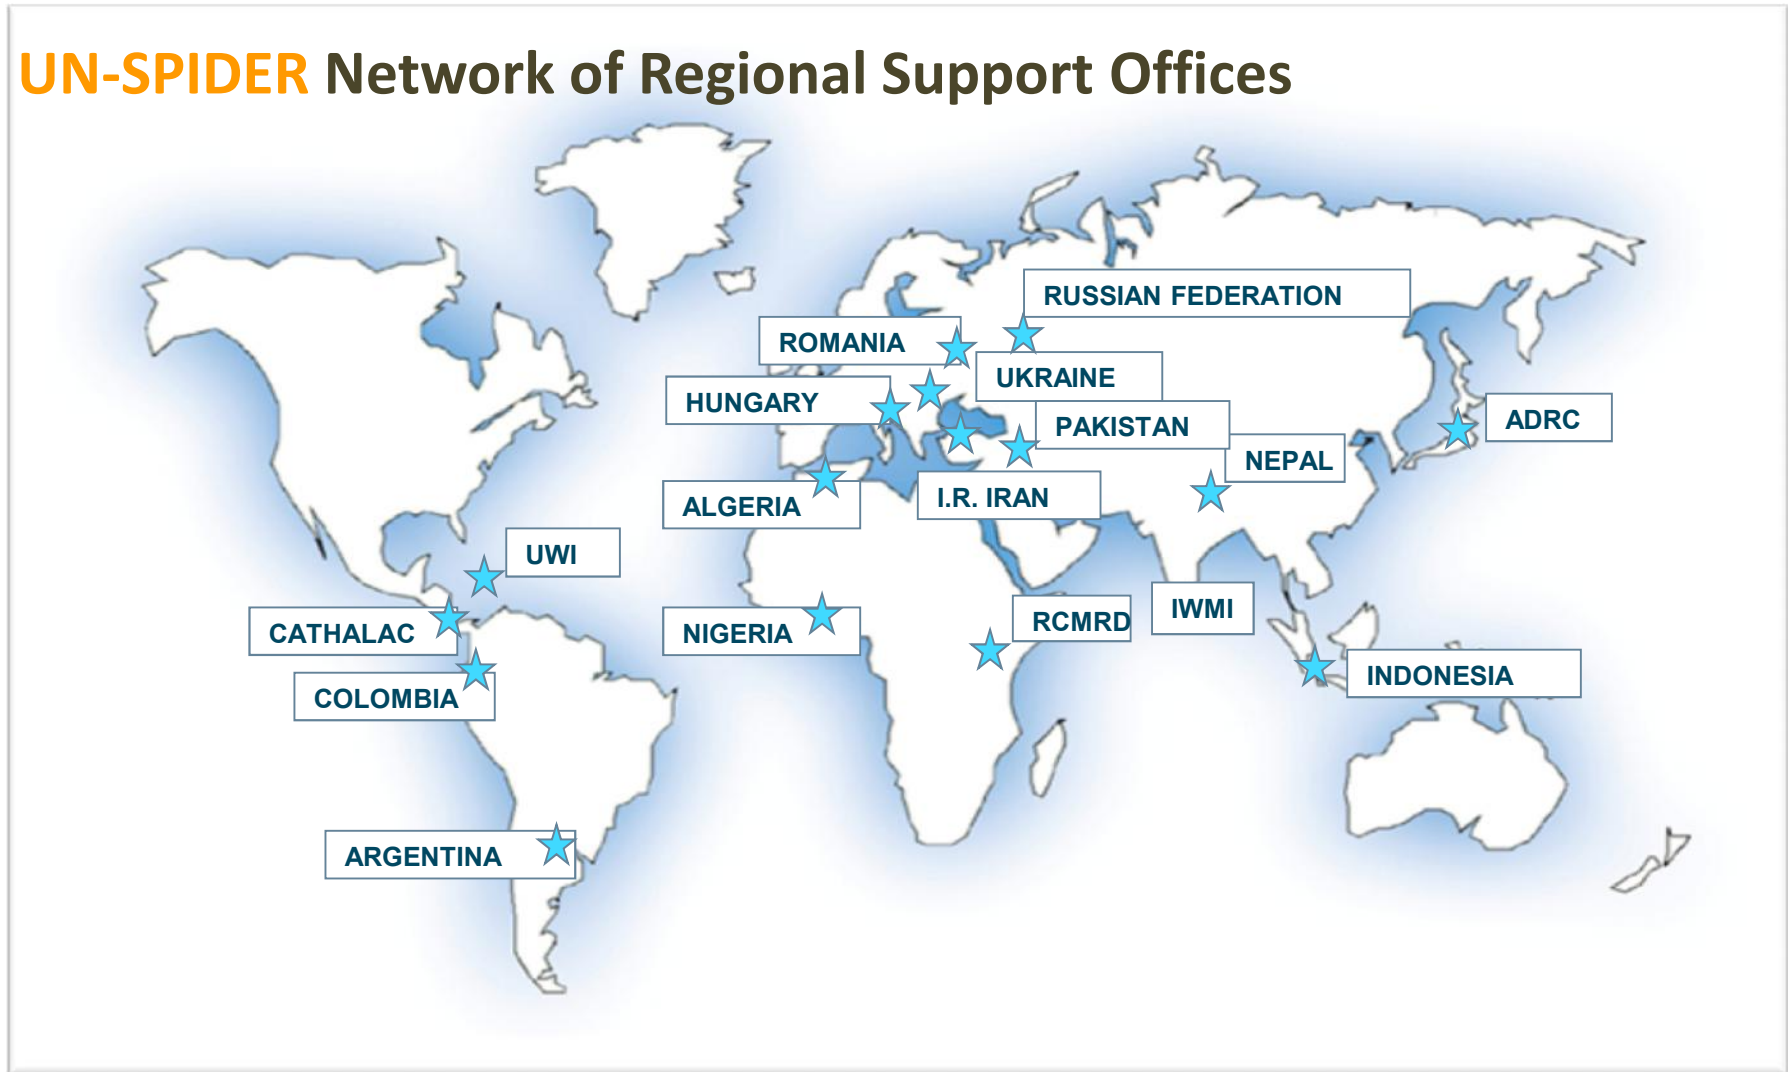 UN-SPIDER Network of Regional Support Offices
RUSSIAN FEDERATION
ROMANIA
UKRAINE
HUNGARY
PAKISTAN
ADRC
NEPAL
ALGERIA
I.R. IRAN
UWI
IWMI
CATHALAC
NIGERIA
RCMRD
INDONESIA
COLOMBIA
ARGENTINA